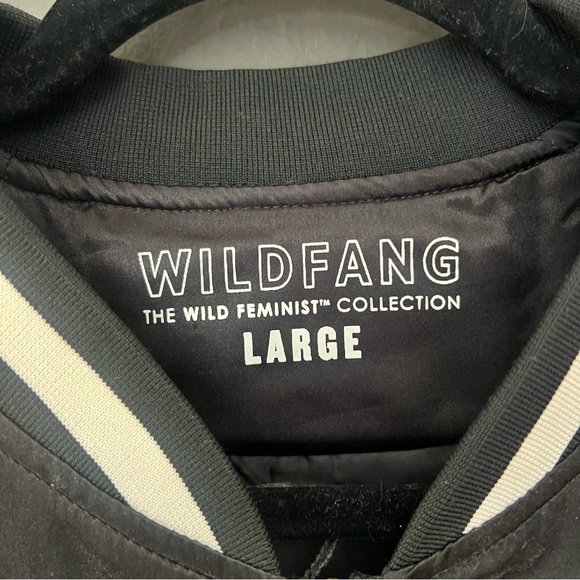 WILDFANG
THE WILD FEMINIST™ COLLECTION
LARGE